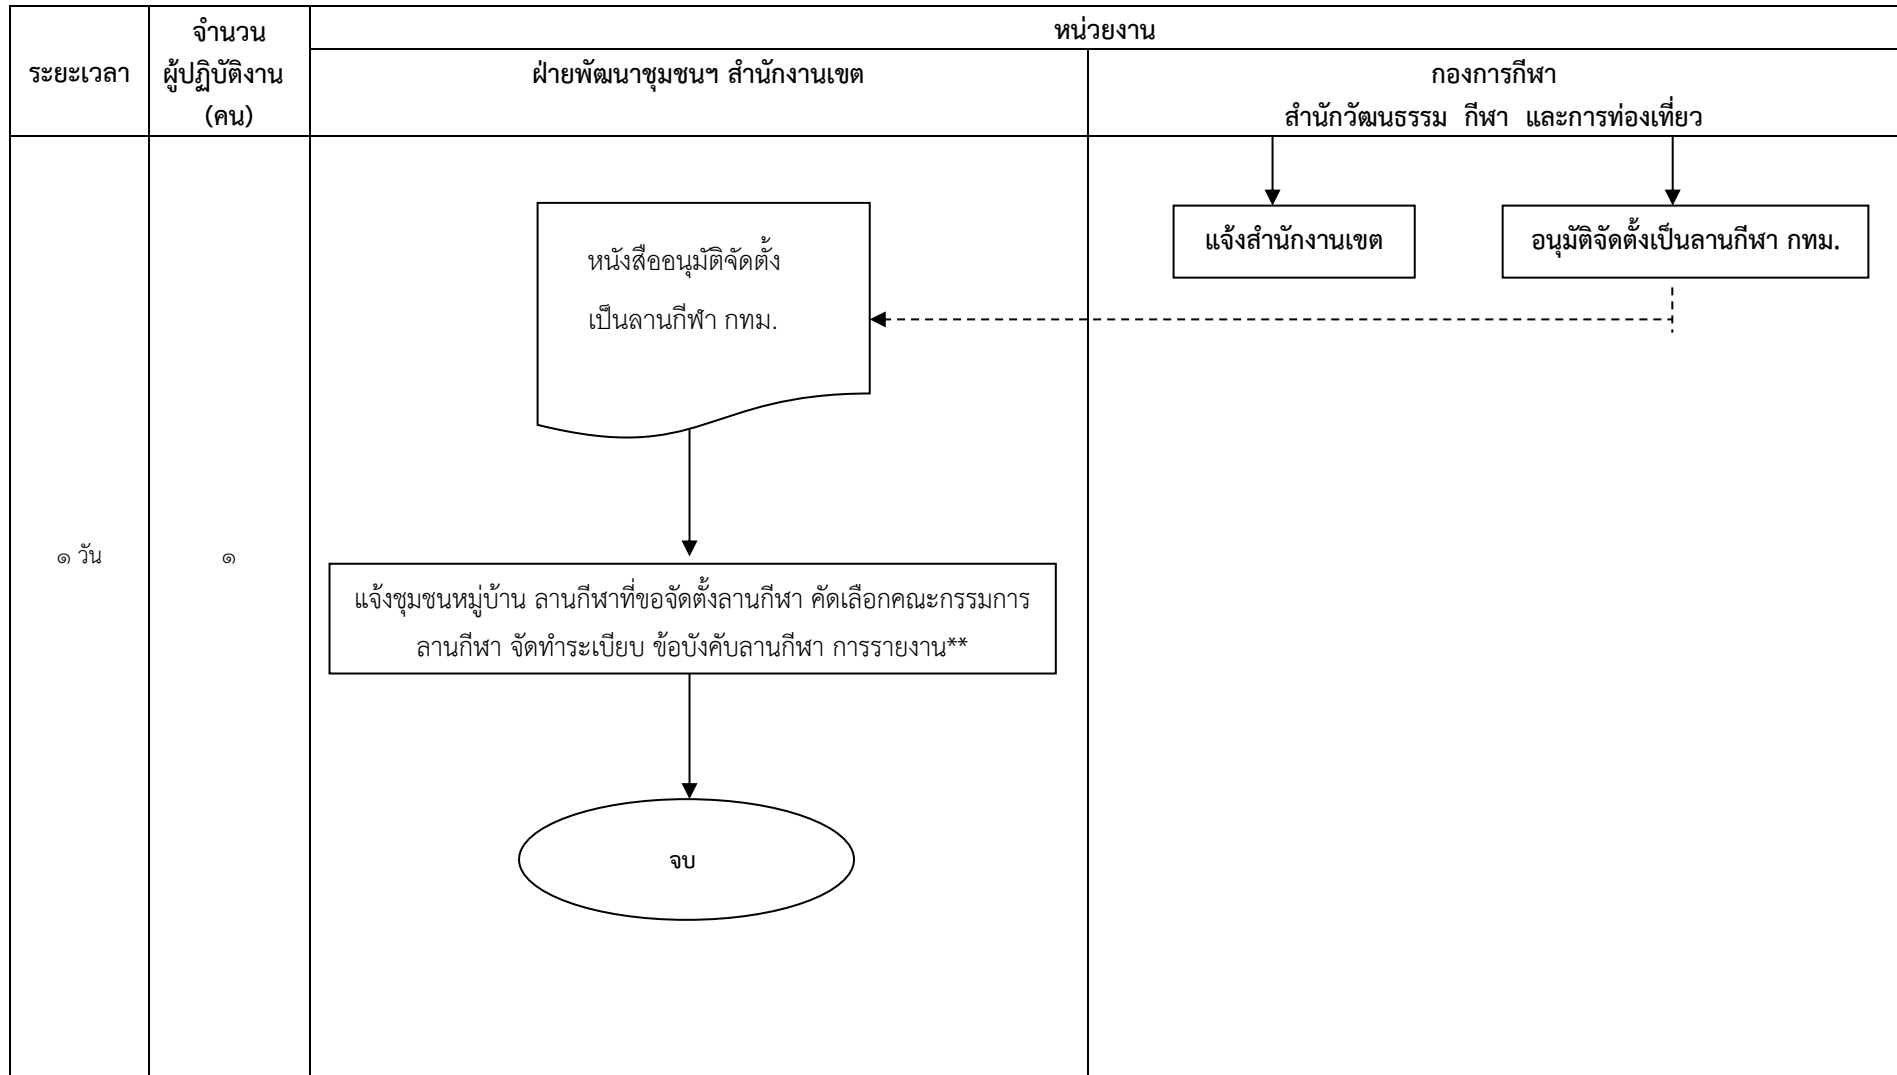 ระยะเวลา
จำนวน
ผู้ปฏิบัติงาน
(คน)
หน่วยงาน
ฝ่ายพัฒนาชุมชนฯ สำนักงานเขต
กองการกีฬา
สำนักวัฒนธรรม กีฬา และการท่องเที่ยว
แจ้งสำนักงานเขต
อนุมัติจัดตั้งเป็นลานกีฬา กทม.
หนังสืออนุมัติจัดตั้ง
เป็นลานกีฬา กทม.
๑ วัน
๑
แจ้งชุมชนหมู่บ้าน ลานกีฬาที่ขอจัดตั้งลานกีฬา คัดเลือกคณะกรรมการ
ลานกีฬา จัดทำระเบียบ ข้อบังคับลานกีฬา การรายงาน**
จบ